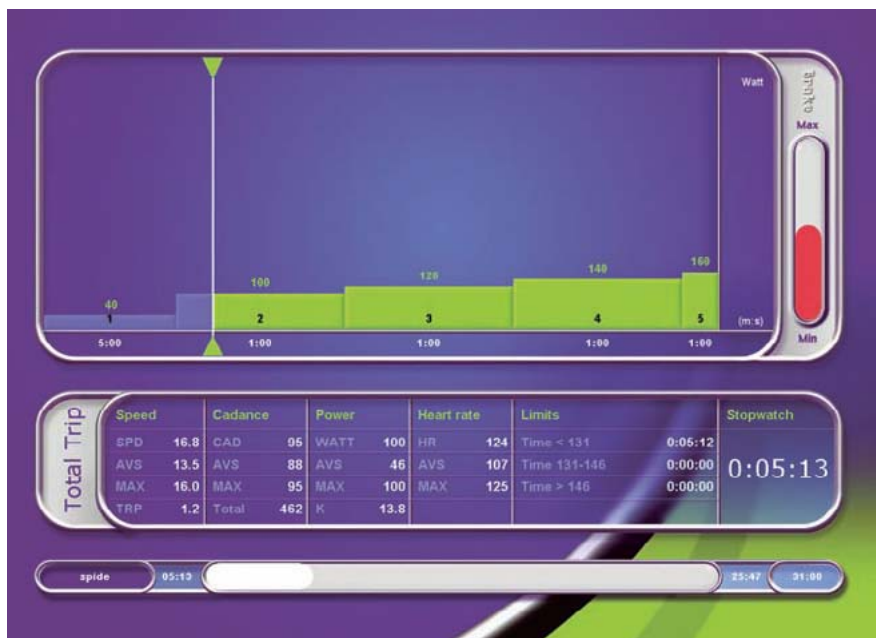 Watt
Brake
Max
160
140
120
100
40
1 2 3 4 5 (m:s)
5:00 1:00 1:00 1:00 1:00 Min
Total Trip
Speed Cadance Power Heart rate Limits Stopwatch
SPD 16.8 CAD 95 WATT 100 HR 124 Time < 131 0:05:12
AVS 13.5 AVS 88 AVS 46 AVS 107 Time 131-146 0:00:00 0:05:13
MAX 16.0 MAX 95 MAX 100 MAX 125 Time > 146 0:00:00
TRP 1.2 Total 462 K 13.8
spide 05:13 25:47 31:00